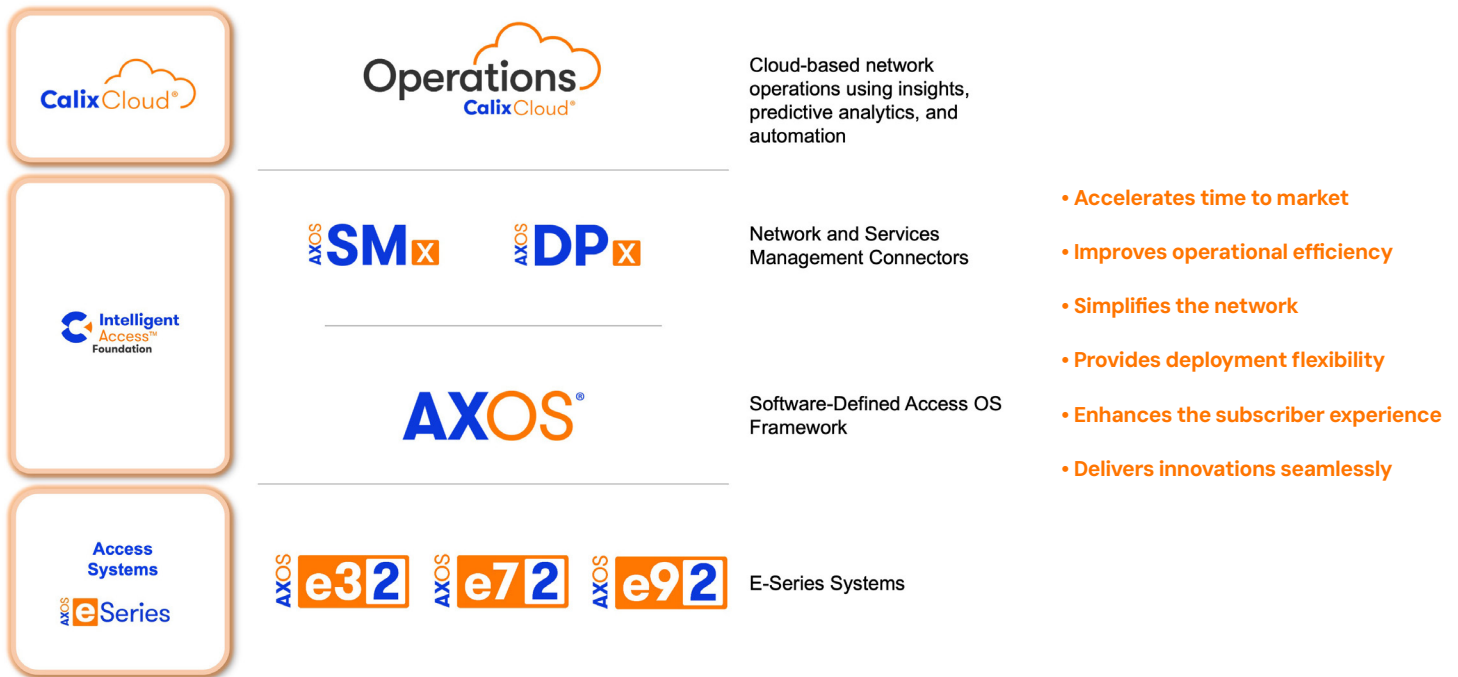 CalixCloud®
Operations
CalixCloud®
Cloud-based network
operations using insights,
predictive analytics, and
automation
Intelligent
Access™
Foundation
AXOS SMx
AXOS DPx
Network and Services
Management Connectors
AXOS®
Software-Defined Access OS
Framework
Access
Systems
AXOS eSeries
AXOS e32
AXOS e72
AXOS e92
E-Series Systems
• Accelerates time to market
• Improves operational efficiency
• Simplifies the network
• Provides deployment flexibility
• Enhances the subscriber experience
• Delivers innovations seamlessly